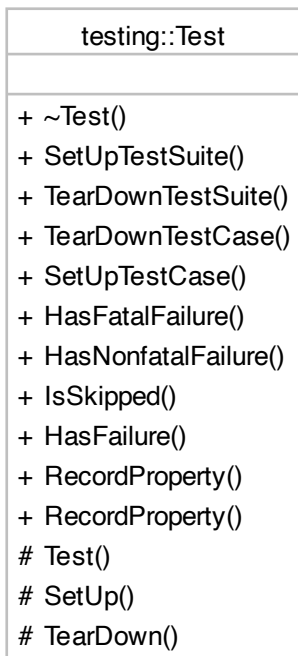 testing::Test
+ ~Test()
+ SetUpTestSuite()
+ TearDownTestSuite()
+ TearDownTestCase()
+ SetUpTestCase()
+ HasFatalFailure()
+ HasNonfatalFailure()
+ IsSkipped()
+ HasFailure()
+ RecordProperty()
+ RecordProperty()
# Test()
# SetUp()
# TearDown()